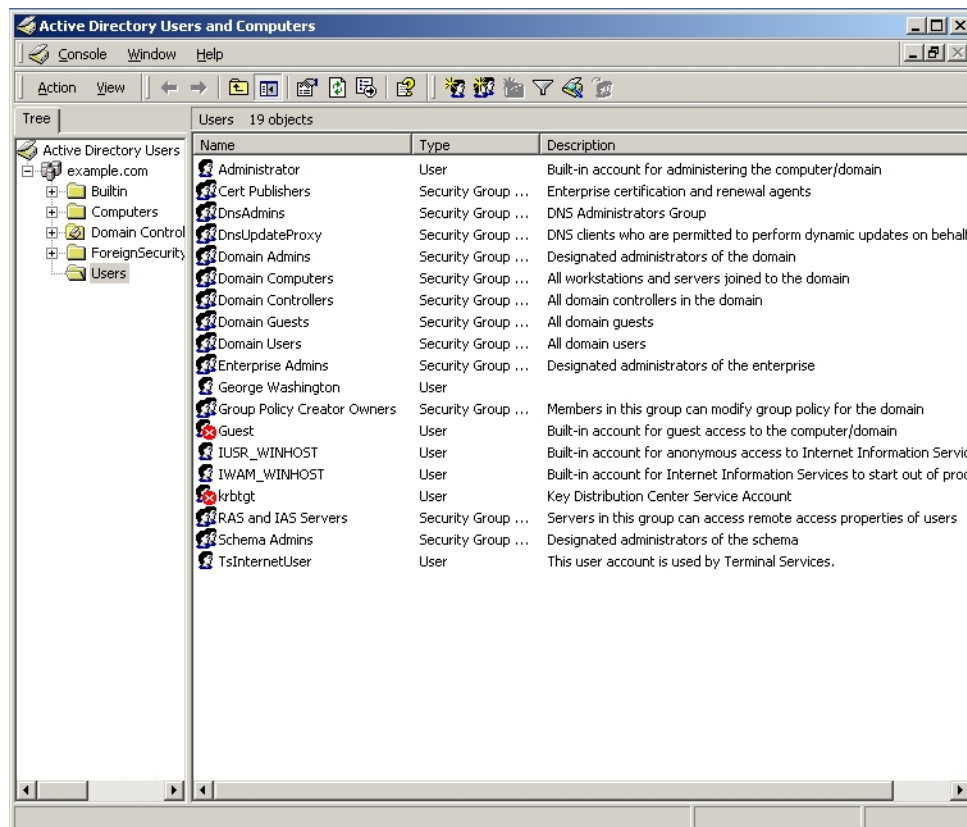 Active Directory Users and Computers
Console Window Help
Action View
Tree
Users 19 objects
Active Directory Users
example.com
Builtin
Computers
Domain Control
ForeignSecurity
Users
Name Type Description
Administrator User Built-in account for administering the computer/domain
Cert Publishers Security Group ... Enterprise certification and renewal agents
DnsAdmins Security Group ... DNS Administrators Group
DnsUpdateProxy Security Group ... DNS clients who are permitted to perform dynamic updates on behalf
Domain Admins Security Group ... Designated administrators of the domain
Domain Computers Security Group ... All workstations and servers joined to the domain
Domain Controllers Security Group ... All domain controllers in the domain
Domain Guests Security Group ... All domain guests
Domain Users Security Group ... All domain users
Enterprise Admins Security Group ... Designated administrators of the enterprise
George Washington User
Group Policy Creator Owners Security Group ... Members in this group can modify group policy for the domain
Guest User Built-in account for guest access to the computer/domain
IUSR_WINHOST User Built-in account for anonymous access to Internet Information Servic
IWAM_WINHOST User Built-in account for Internet Information Services to start out of proc
krbtgt User Key Distribution Center Service Account
RAS and IAS Servers Security Group ... Servers in this group can access remote access properties of users
Schema Admins Security Group ... Designated administrators of the schema
TsInternetUser User This user account is used by Terminal Services.